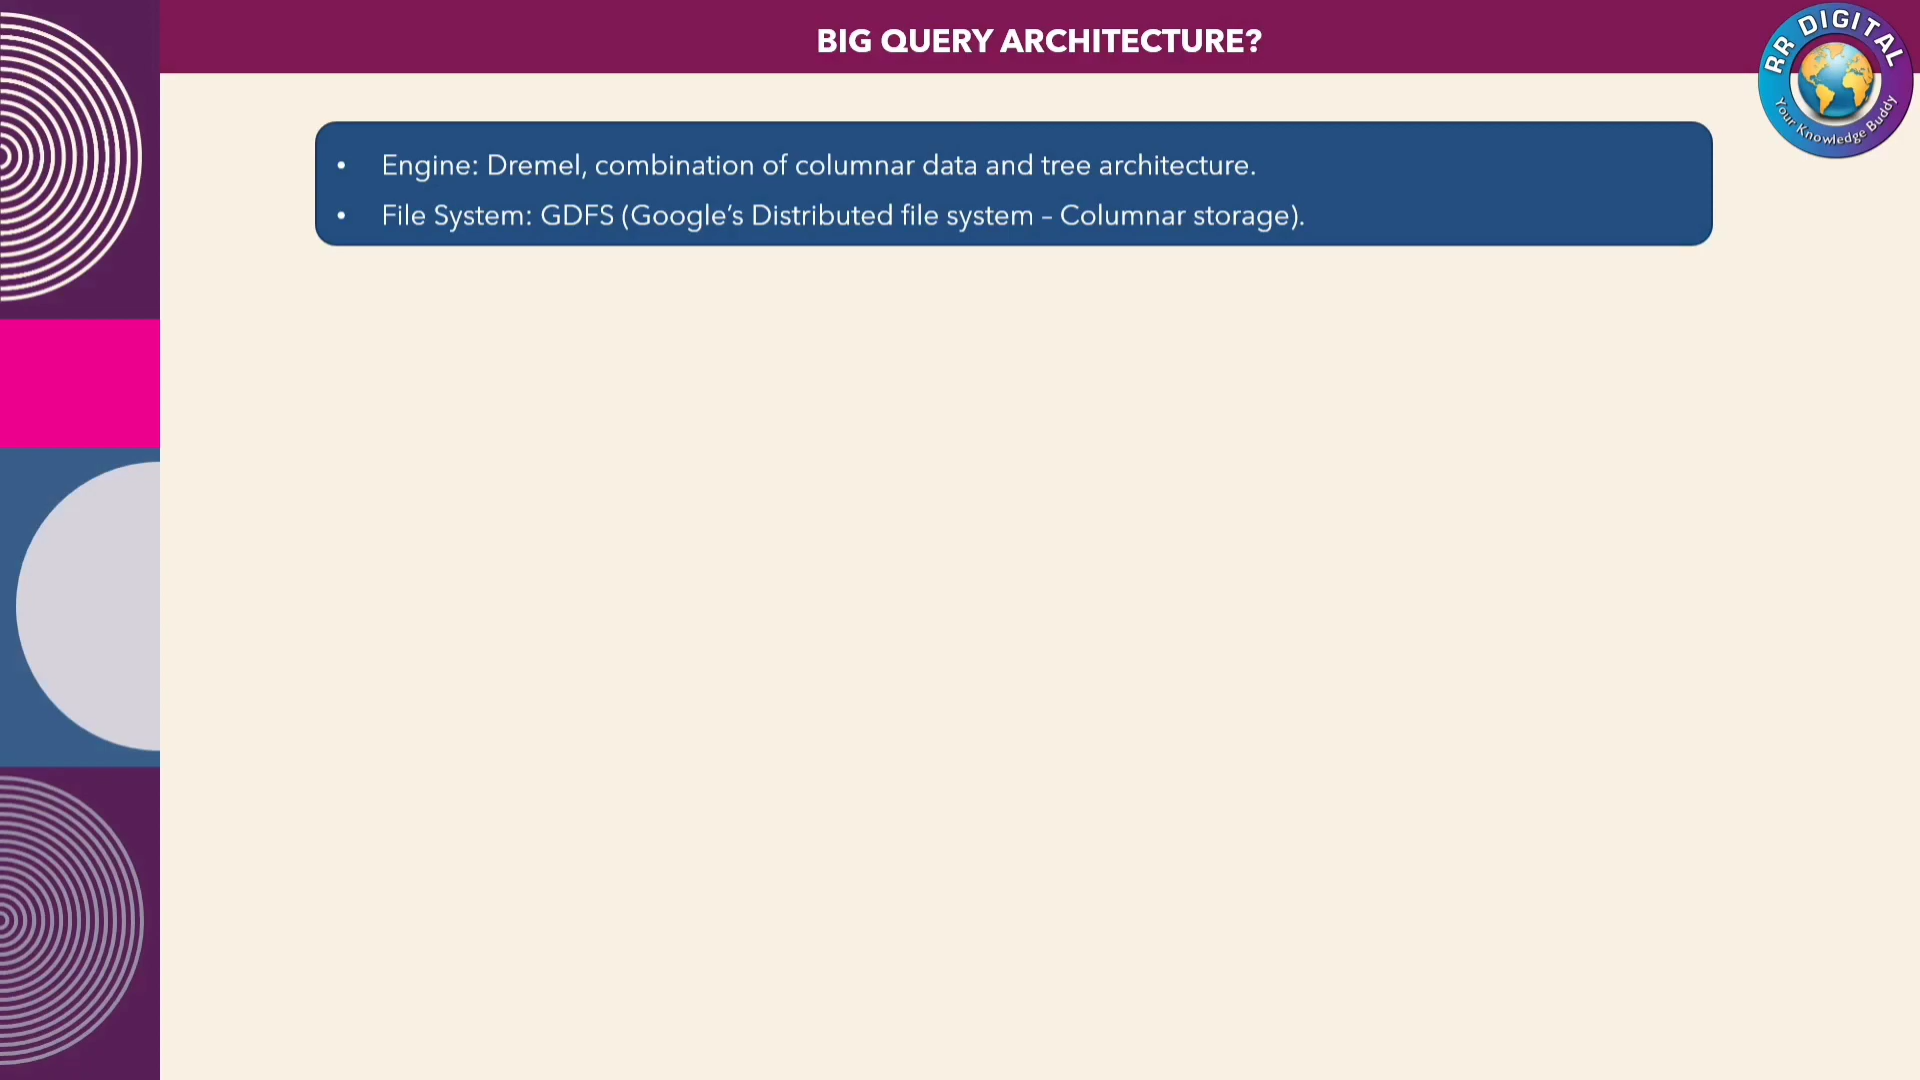 BIG QUERY ARCHITECTURE?
RR DIGITAL
Your Knowledge Buddy
• Engine: Dremel, combination of columnar data and tree architecture.
• File System: GDFS (Google’s Distributed file system – Columnar storage).